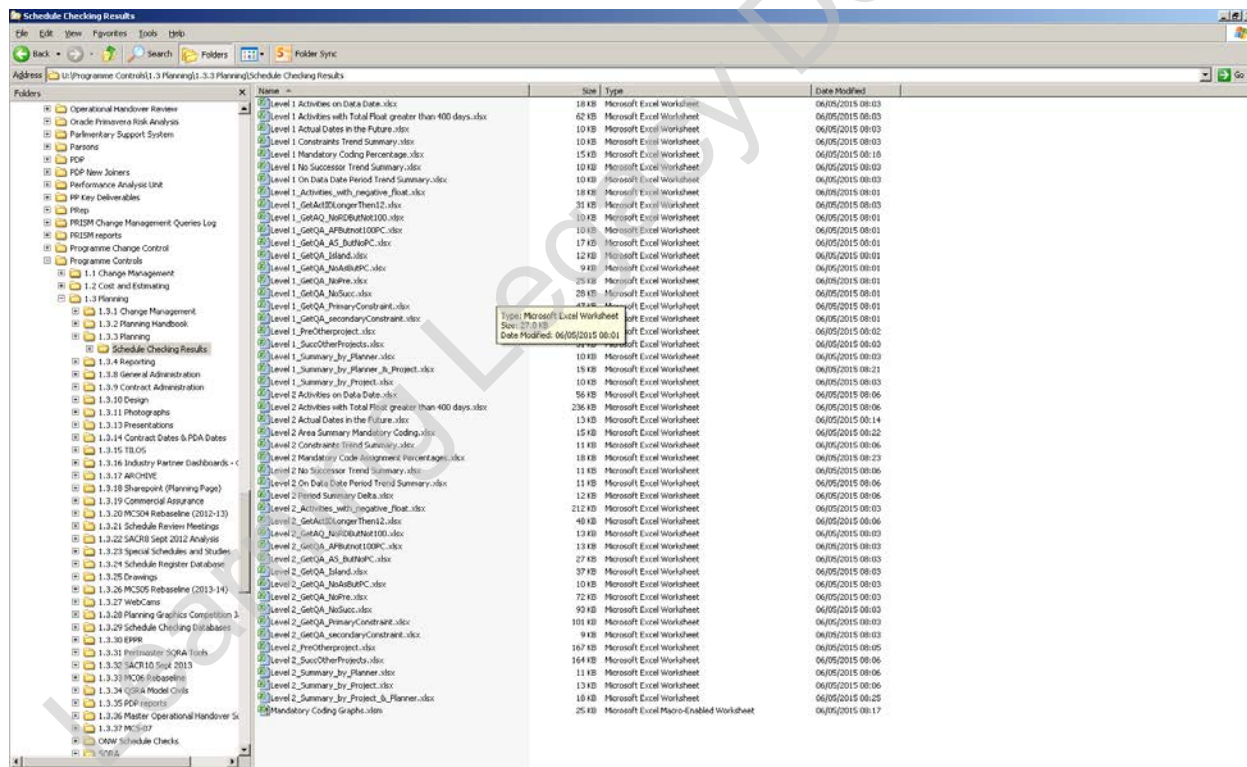 Schedule Checking Results
File Edit View Favorites Tools Help
Back Search Folders Folder Sync
Address U:\Programme Controls\1.3 Planning\1.3.3 Planning\Schedule Checking Results Go
Folders
Operational Handover Review
Oracle Primavera Risk Analysis
Parlimentary Support System
Parsons
PDP
PDP New Joiners
Performance Analysis Unit
PP Key Deliverables
PRep
PRISM Change Management Queries Log
PRISM reports
Programme Change Control
Programme Controls
1.1 Change Management
1.2 Cost and Estimating
1.3 Planning
1.3.1 Change Management
1.3.2 Planning Handbook
1.3.3 Planning
Schedule Checking Results
1.3.4 Reporting
1.3.8 General Administration
1.3.9 Contract Administration
1.3.10 Design
1.3.11 Photographs
1.3.13 Presentations
1.3.14 Contract Dates & PDA Dates
1.3.15 TILOS
1.3.16 Industry Partner Dashboards -
1.3.17 ARCHIVE
1.3.18 Sharepoint (Planning Page)
1.3.19 Commercial Assurance
1.3.20 MCS04 Rebaseline (2012-13)
1.3.21 Schedule Review Meetings
1.3.22 SACR8 Sept 2012 Analysis
1.3.23 Special Schedules and Studies
1.3.24 Schedule Register Database
1.3.25 Drawings
1.3.26 MCS05 Rebaseline (2013-14)
1.3.27 WebCams
1.3.28 Planning Graphics Competition
1.3.29 Schedule Checking Databases
1.3.30 EPPR
1.3.31 Pertmaster SQRA Tools
1.3.32 SACR10 Sept 2013
1.3.33 MC06 Rebaseline
1.3.34 QSRA Model Civils
1.3.35 PDP reports
1.3.36 Master Operational Handover
1.3.37 MCS-07
ONW Schedule Checks
Name Size Type Date Modified
Level 1 Activities on Data Date.xlsx 18 KB Microsoft Excel Worksheet 06/05/2015 08:03
Level 1 Activities with Total Float greater than 400 days.xlsx 62 KB Microsoft Excel Worksheet 06/05/2015 08:03
Level 1 Actual Dates in the Future.xlsx 10 KB Microsoft Excel Worksheet 06/05/2015 08:03
Level 1 Constraints Trend Summary.xlsx 10 KB Microsoft Excel Worksheet 06/05/2015 08:03
Level 1 Mandatory Coding Percentage.xlsx 15 KB Microsoft Excel Worksheet 06/05/2015 08:18
Level 1 No Successor Trend Summary.xlsx 10 KB Microsoft Excel Worksheet 06/05/2015 08:03
Level 1 On Data Date Period Trend Summary.xlsx 10 KB Microsoft Excel Worksheet 06/05/2015 08:03
Level 1_Activities_with_negative_float.xlsx 18 KB Microsoft Excel Worksheet 06/05/2015 08:01
Level 1_GetActIDLongerThen12.xlsx 31 KB Microsoft Excel Worksheet 06/05/2015 08:03
Level 1_GetAQ_NoRDButNot100.xlsx 10 KB Microsoft Excel Worksheet 06/05/2015 08:01
Level 1_GetQA_AFButnot100PC.xlsx 10 KB Microsoft Excel Worksheet 06/05/2015 08:01
Level 1_GetQA_AS_ButNoPC.xlsx 17 KB Microsoft Excel Worksheet 06/05/2015 08:01
Level 1_GetQA_Island.xlsx 12 KB Microsoft Excel Worksheet 06/05/2015 08:01
Level 1_GetQA_NoAsButPC.xlsx 9 KB Microsoft Excel Worksheet 06/05/2015 08:01
Level 1_GetQA_NoPre.xlsx 25 KB Microsoft Excel Worksheet 06/05/2015 08:01
Level 1_GetQA_NoSucc.xlsx 28 KB Microsoft Excel Worksheet 06/05/2015 08:01
Level 1_GetQA_PrimaryConstraint.xlsx 06/05/2015 08:01
Level 1_GetQA_secondaryConstraint.xlsx oft Excel Worksheet 06/05/2015 08:01
Level 1_PreOtherproject.xlsx oft Excel Worksheet 06/05/2015 08:02
Level 1_SuccOtherProjects.xlsx Microsoft Excel Worksheet 06/05/2015 08:03
Level 1_Summary_by_Planner.xlsx 10 KB Microsoft Excel Worksheet 06/05/2015 08:03
Level 1_Summary_by_Planner_&_Project.xlsx 15 KB Microsoft Excel Worksheet 06/05/2015 08:21
Level 1_Summary_by_Project.xlsx 10 KB Microsoft Excel Worksheet 06/05/2015 08:03
Level 2 Activities on Data Date.xlsx 56 KB Microsoft Excel Worksheet 06/05/2015 08:06
Level 2 Activities with Total Float greater than 400 days.xlsx 236 KB Microsoft Excel Worksheet 06/05/2015 08:06
Level 2 Actual Dates in the Future.xlsx 13 KB Microsoft Excel Worksheet 06/05/2015 08:14
Level 2 Area Summary Mandatory Coding.xlsx 15 KB Microsoft Excel Worksheet 06/05/2015 08:22
Level 2 Constraints Trend Summary.xlsx 11 KB Microsoft Excel Worksheet 06/05/2015 08:06
Level 2 Mandatory Code Assignment Percentages.xlsx 18 KB Microsoft Excel Worksheet 06/05/2015 08:23
Level 2 No Successor Trend Summary.xlsx 11 KB Microsoft Excel Worksheet 06/05/2015 08:06
Level 2 On Data Date Period Trend Summary.xlsx 11 KB Microsoft Excel Worksheet 06/05/2015 08:06
Level 2 Period Summary Delta.xlsx 12 KB Microsoft Excel Worksheet 06/05/2015 08:06
Level 2_Activities_with_negative_float.xlsx 212 KB Microsoft Excel Worksheet 06/05/2015 08:03
Level 2_GetActIDLongerThen12.xlsx 48 KB Microsoft Excel Worksheet 06/05/2015 08:06
Level 2_GetAQ_NoRDButNot100.xlsx 13 KB Microsoft Excel Worksheet 06/05/2015 08:03
Level 2_GetQA_AFButnot100PC.xlsx 13 KB Microsoft Excel Worksheet 06/05/2015 08:03
Level 2_GetQA_AS_ButNoPC.xlsx 27 KB Microsoft Excel Worksheet 06/05/2015 08:03
Level 2_GetQA_Island.xlsx 37 KB Microsoft Excel Worksheet 06/05/2015 08:03
Level 2_GetQA_NoAsButPC.xlsx 10 KB Microsoft Excel Worksheet 06/05/2015 08:03
Level 2_GetQA_NoPre.xlsx 72 KB Microsoft Excel Worksheet 06/05/2015 08:03
Level 2_GetQA_NoSucc.xlsx 93 KB Microsoft Excel Worksheet 06/05/2015 08:03
Level 2_GetQA_PrimaryConstraint.xlsx 101 KB Microsoft Excel Worksheet 06/05/2015 08:03
Level 2_GetQA_secondaryConstraint.xlsx 9 KB Microsoft Excel Worksheet 06/05/2015 08:03
Level 2_PreOtherproject.xlsx 167 KB Microsoft Excel Worksheet 06/05/2015 08:05
Level 2_SuccOtherProjects.xlsx 164 KB Microsoft Excel Worksheet 06/05/2015 08:06
Level 2_Summary_by_Planner.xlsx 11 KB Microsoft Excel Worksheet 06/05/2015 08:06
Level 2_Summary_by_Project.xlsx 13 KB Microsoft Excel Worksheet 06/05/2015 08:06
Level 2_Summary_by_Project_&_Planner.xlsx 18 KB Microsoft Excel Worksheet 06/05/2015 08:25
Mandatory Coding Graphs.xlsm 25 KB Microsoft Excel Macro-Enabled Worksheet 06/05/2015 08:17
Type: Microsoft Excel Worksheet
Size: 27.0 KB
Date Modified: 06/05/2015 08:01
Learning Legacy